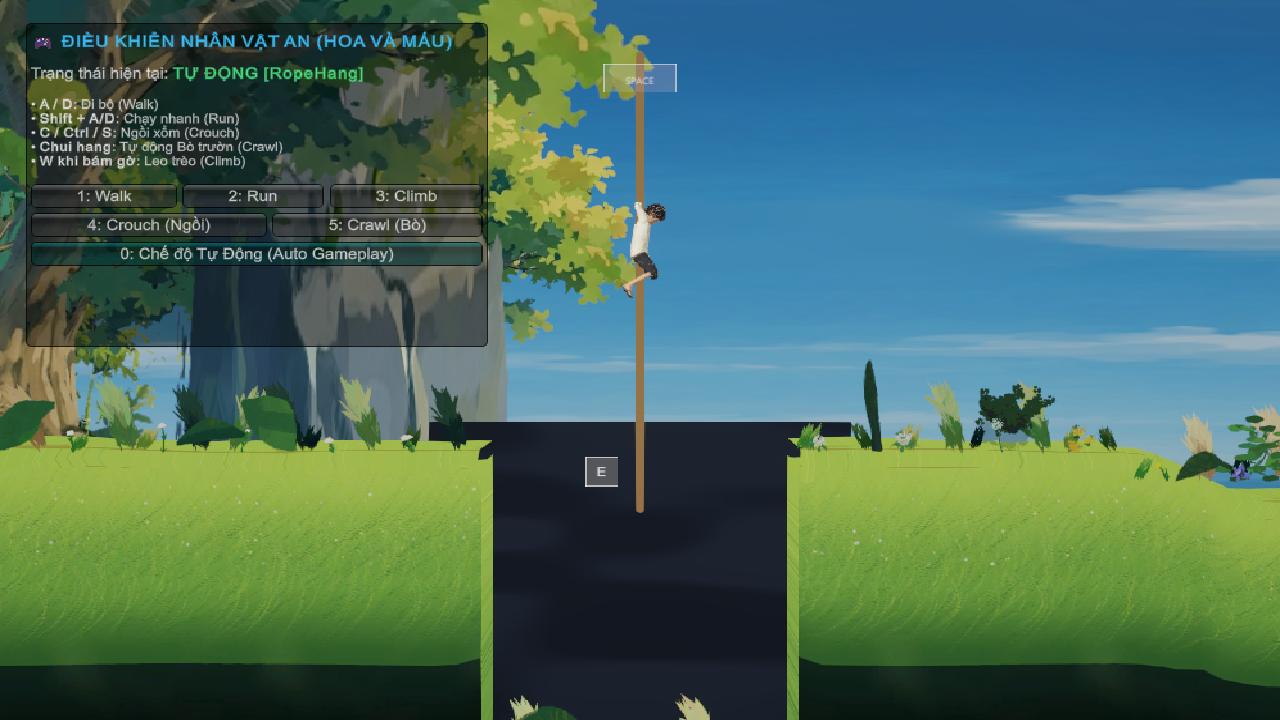 🎮 ĐIỀU KHIỂN NHÂN VẬT AN (HOA VÀ MÁU)
Trạng thái hiện tại: TỰ ĐỘNG [RopeHang]
• A / D: Đi bộ (Walk)
• Shift + A/D: Chạy nhanh (Run)
• C / Ctrl / S: Ngồi xổm (Crouch)
• Chui hang: Tự động Bò trườn (Crawl)
• W khi bám gờ: Leo trèo (Climb)
1: Walk 2: Run 3: Climb
4: Crouch (Ngồi) 5: Crawl (Bò)
0: Chế độ Tự Động (Auto Gameplay)
SPACE
E